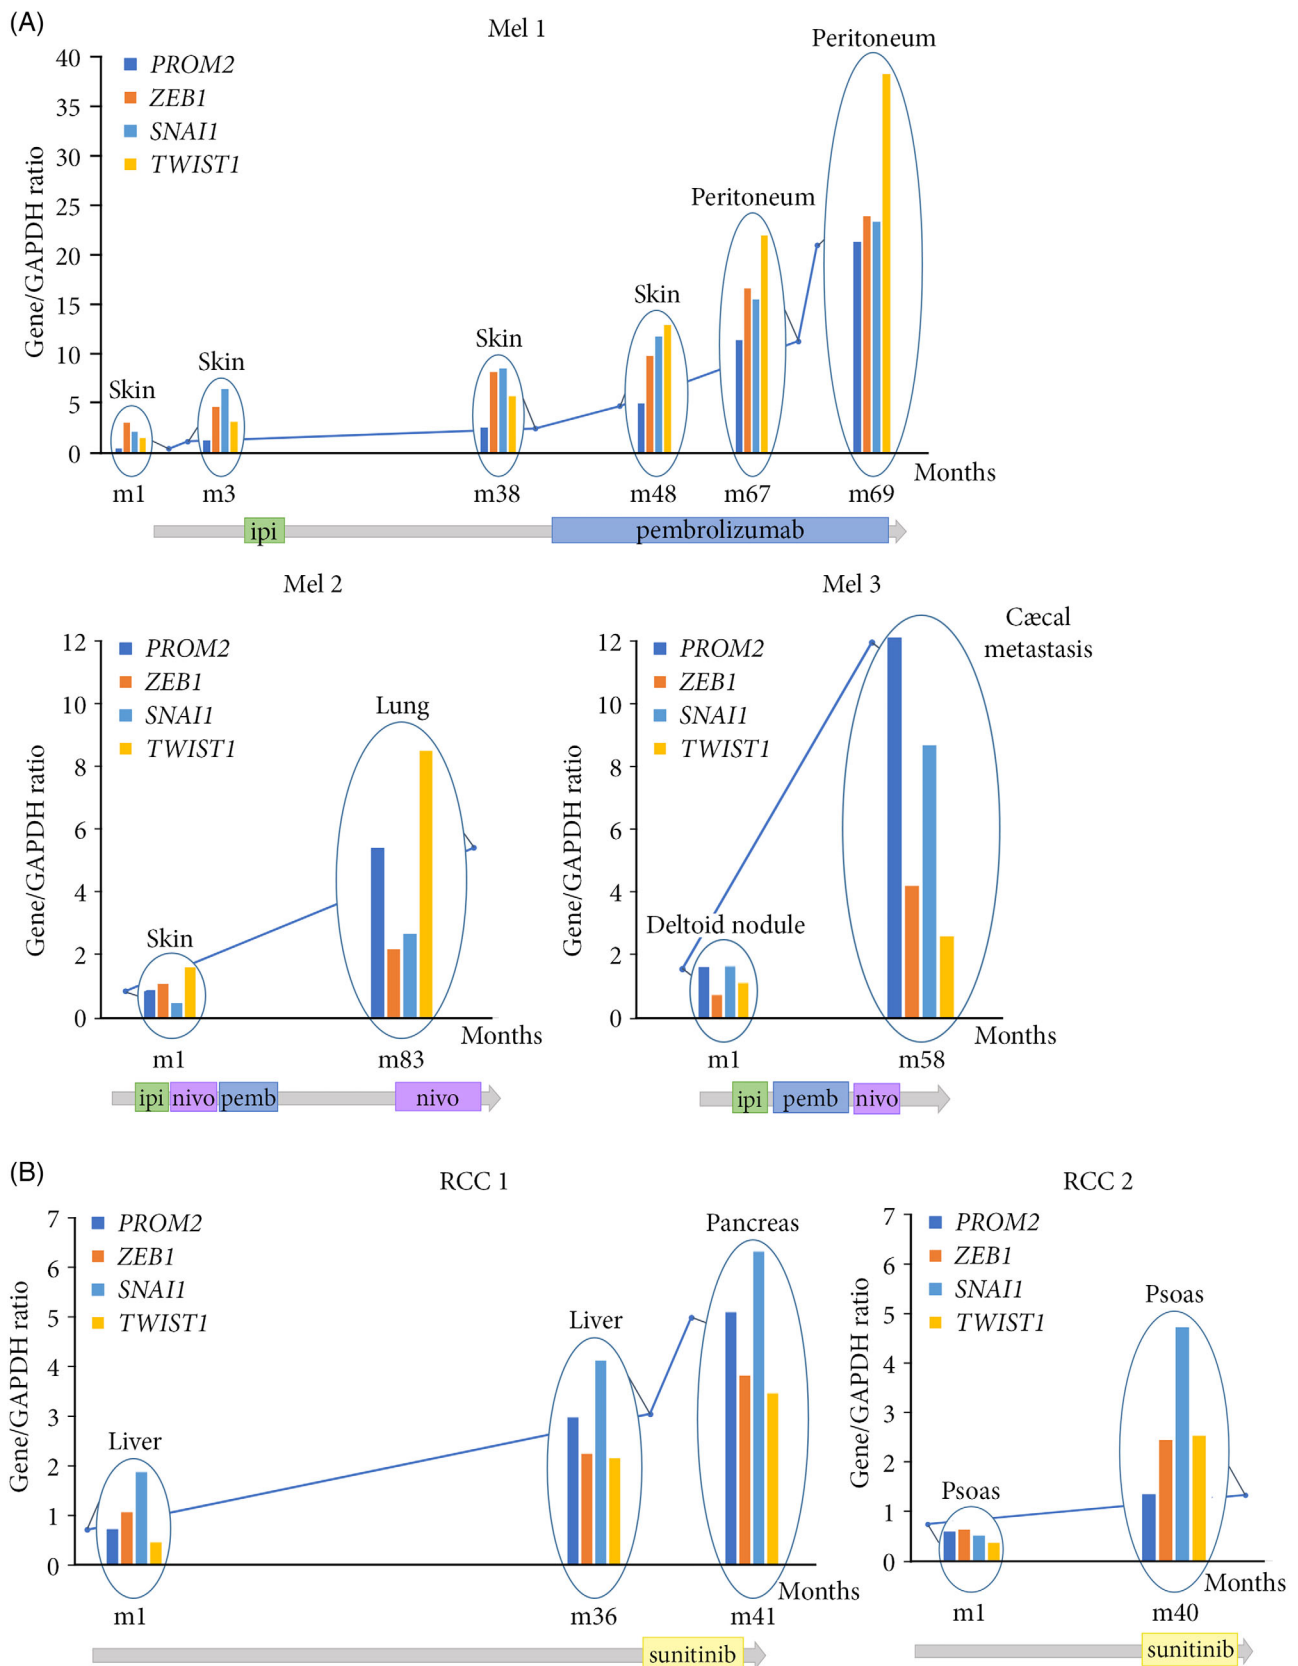 (A)
Mel 1
Gene/GAPDH ratio
40
35
30
25
20
15
10
5
0
PROM2
ZEB1
SNAI1
TWIST1
Skin
Skin
Skin
Skin
Peritoneum
Peritoneum
m1 m3 m38 m48 m67 m69
Months
ipi pembrolizumab
Mel 2
Gene/GAPDH ratio
12
10
8
6
4
2
0
PROM2
ZEB1
SNAI1
TWIST1
Skin
Lung
m1 m83
Months
ipi nivo pemb nivo
Mel 3
Gene/GAPDH ratio
12
10
8
6
4
2
0
PROM2
ZEB1
SNAI1
TWIST1
Deltoid nodule
Cæcal
metastasis
m1 m58
Months
ipi pemb nivo
(B)
RCC 1
Gene/GAPDH ratio
7
6
5
4
3
2
1
0
PROM2
ZEB1
SNAI1
TWIST1
Liver
Liver
Pancreas
m1 m36 m41
Months
sunitinib
RCC 2
Gene/GAPDH ratio
7
6
5
4
3
2
1
0
PROM2
ZEB1
SNAI1
TWIST1
Psoas
Psoas
m1 m40
Months
sunitinib